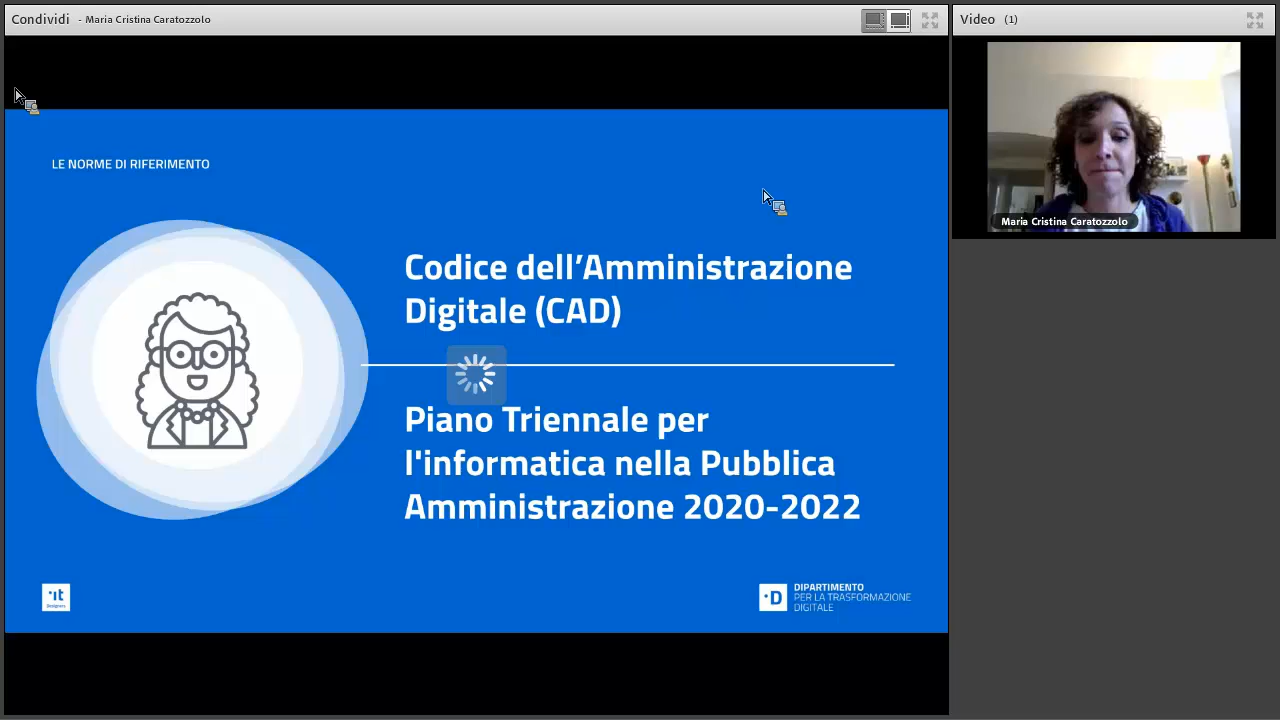 Condividi - Maria Cristina Caratozzolo
Video (1)
Maria Cristina Caratozzolo
LE NORME DI RIFERIMENTO
Codice dell’Amministrazione
Digitale (CAD)
Piano Triennale per
l'informatica nella Pubblica
Amministrazione 2020-2022
·ıt
Designers
·D
DIPARTIMENTO
PER LA TRASFORMAZIONE
DIGITALE